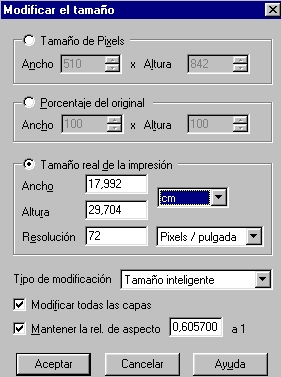 Modificar el tamaño
Tamaño de Pixels
Ancho 510 x Altura 842
Porcentaje del original
Ancho 100 x Altura 100
Tamaño real de la impresión
Ancho 17,992
cm
Altura 29,704
Resolución 72 Pixels / pulgada
Tipo de modificación Tamaño inteligente
Modificar todas las capas
Mantener la rel. de aspecto 0,605700 a 1
Aceptar Cancelar Ayuda